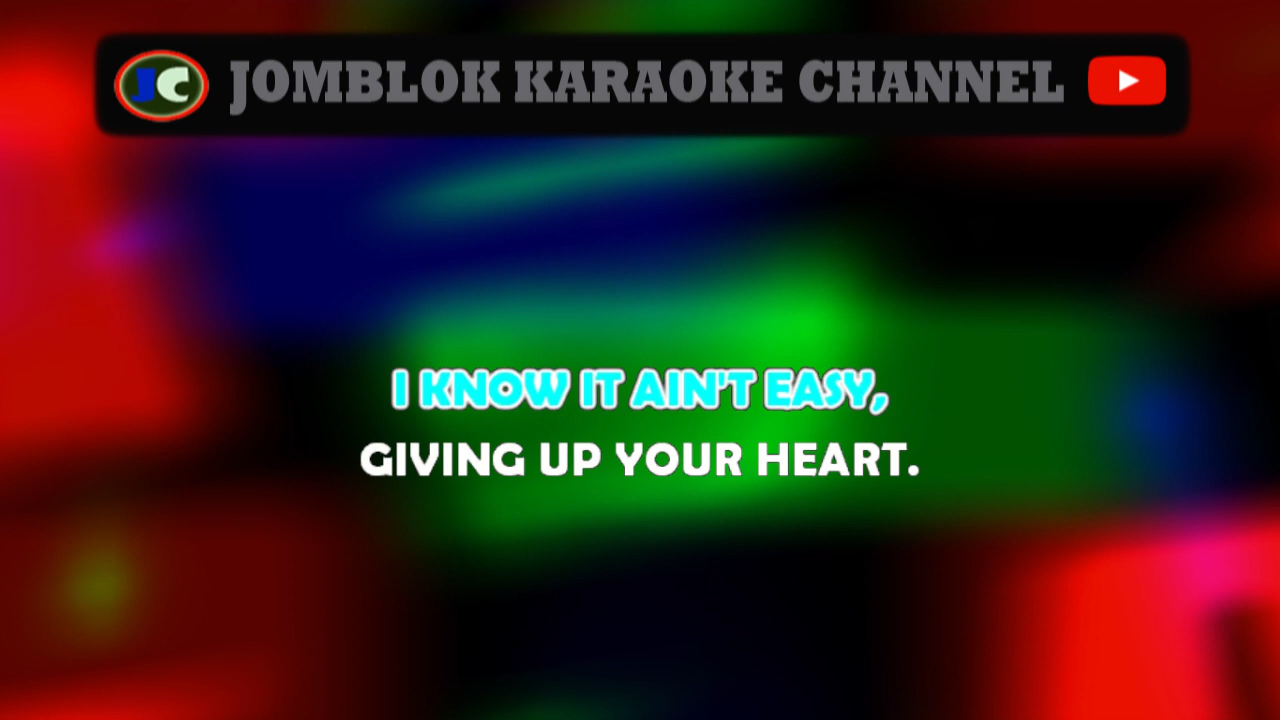 JC JOMBLOK KARAOKE CHANNEL
I KNOW IT AIN'T EASY,
GIVING UP YOUR HEART.